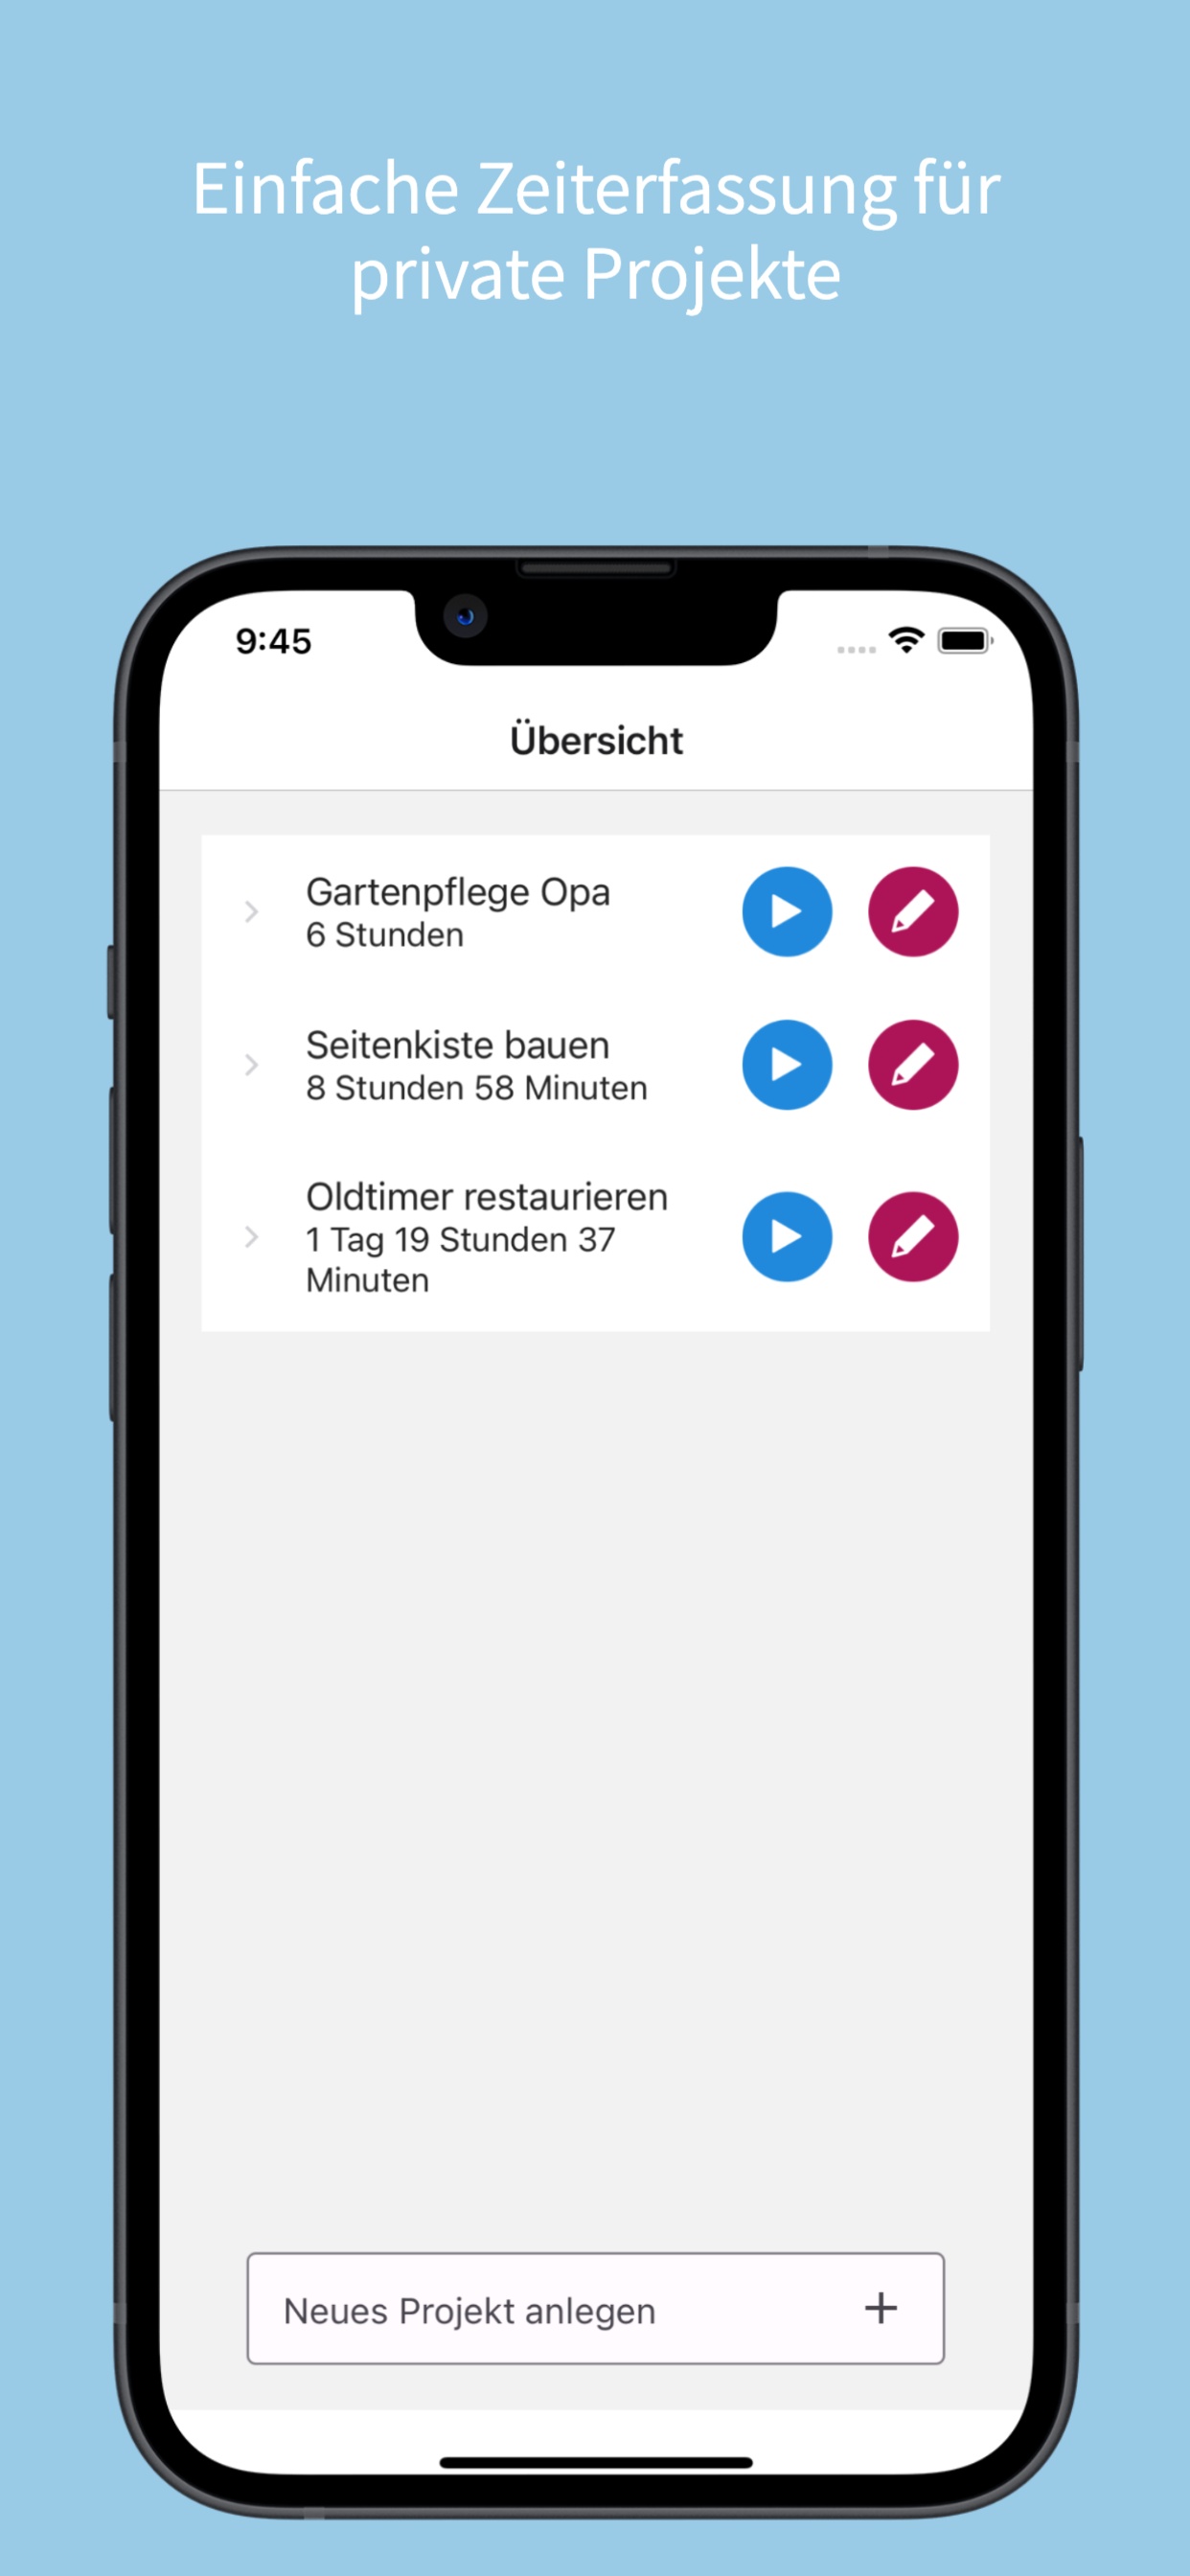 Einfache Zeiterfassung für
private Projekte
9:45
Übersicht
Gartenpflege Opa
6 Stunden
Seitenkiste bauen
8 Stunden 58 Minuten
Oldtimer restaurieren
1 Tag 19 Stunden 37
Minuten
Neues Projekt anlegen